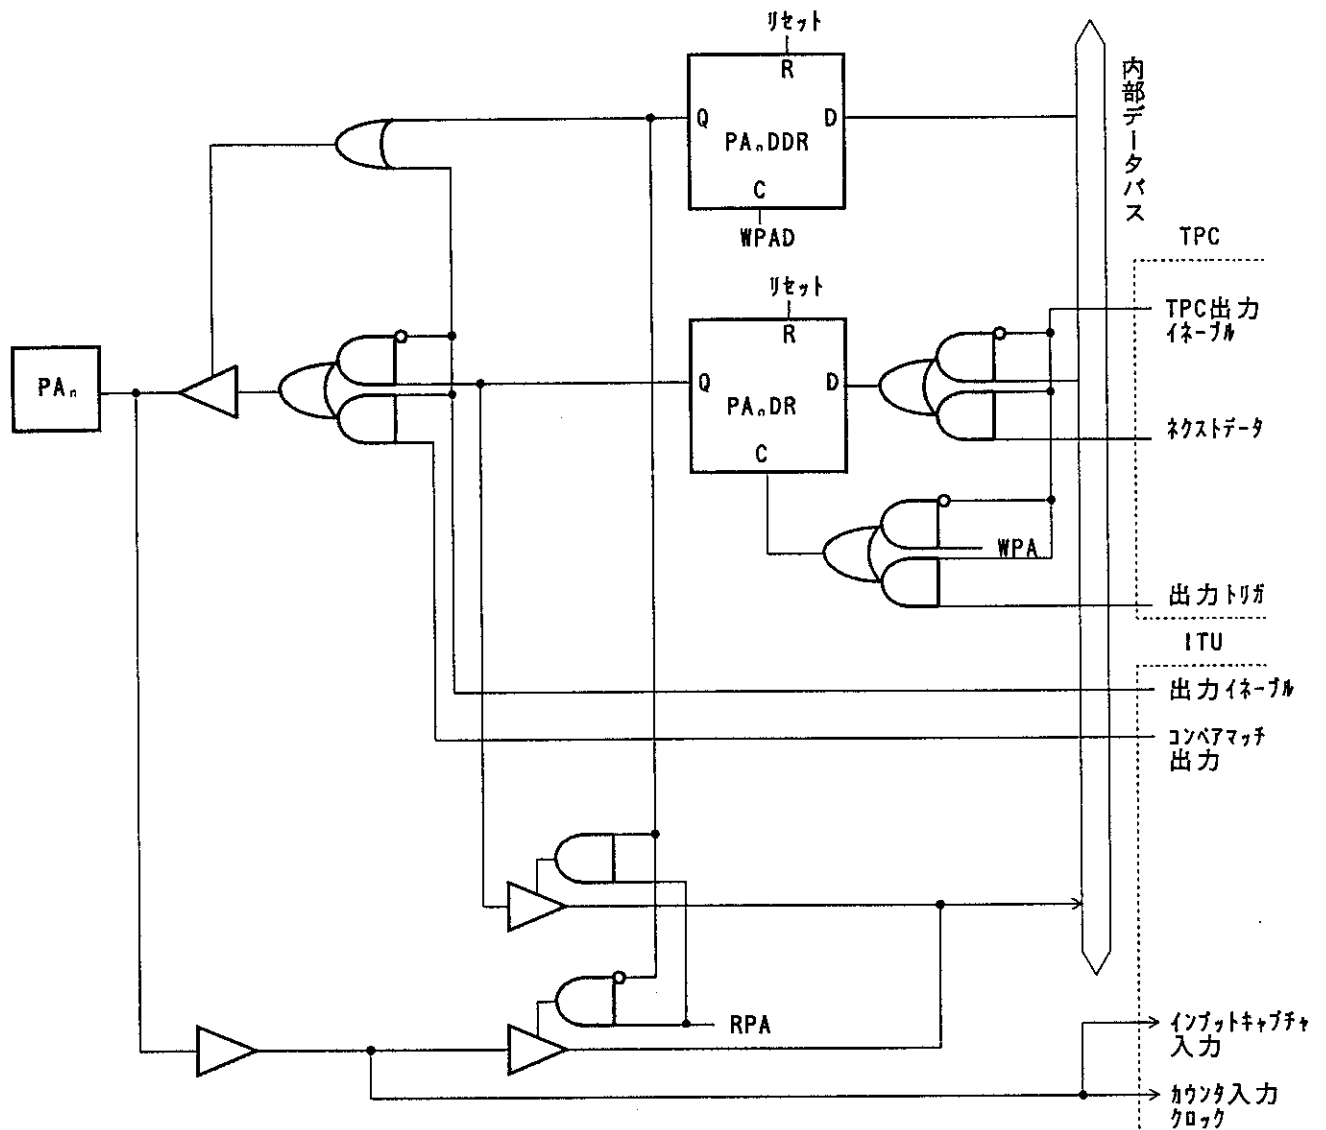 リセット
R
Q
D
PAnDDR
C
WPAD
内部データバス
TPC
リセット
R
Q
D
PAnDR
C
TPC出力
イネーブル
PAn
ネクストデータ
WPA
出力トリガ
ITU
出力イネーブル
コンペアマッチ
出力
RPA
インプットキャプチャ
入力
カウンタ入力
クロック